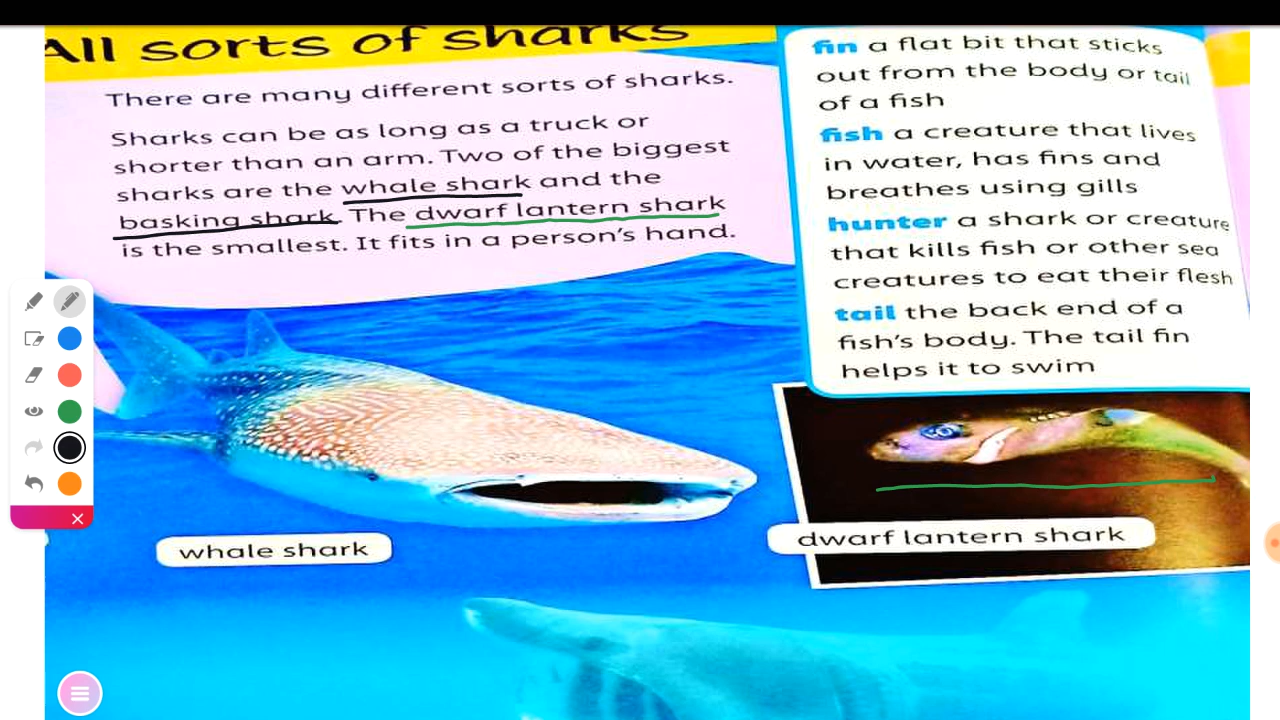 All sorts of sharks
There are many different sorts of sharks.
Sharks can be as long as a truck or
shorter than an arm. Two of the biggest
sharks are the whale shark and the
basking shark. The dwarf lantern shark
is the smallest. It fits in a person's hand.
fin a flat bit that sticks
out from the body or tail
of a fish
fish a creature that lives
in water, has fins and
breathes using gills
hunter a shark or creature
that kills fish or other sea
creatures to eat their flesh
tail the back end of a
fish's body. The tail fin
helps it to swim
whale shark
dwarf lantern shark